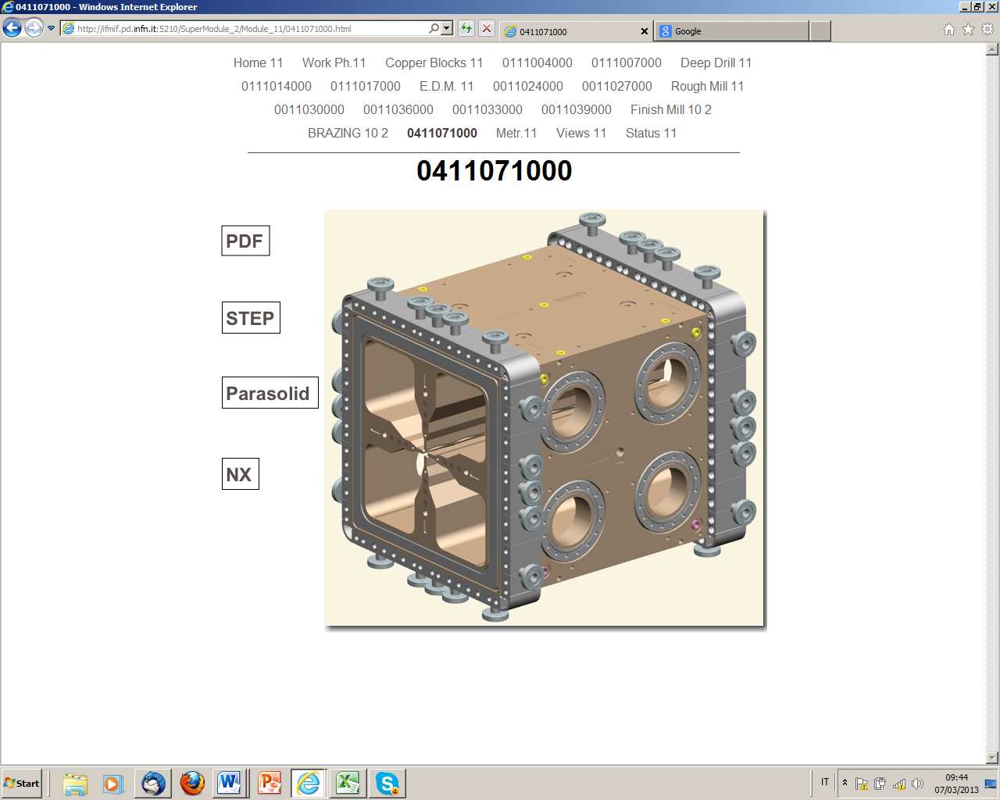 0411071000 - Windows Internet Explorer
http://ifmif.pd.infn.it:5210/SuperModule_2/Module_11/0411071000.html
0411071000
Google
Home 11 Work Ph.11 Copper Blocks 11 0111004000 0111007000 Deep Drill 11
0111014000 0111017000 E.D.M. 11 0011024000 0011027000 Rough Mill 11
0011030000 0011036000 0011033000 0011039000 Finish Mill 10 2
BRAZING 10 2 0411071000 Metr.11 Views 11 Status 11
0411071000
PDF
STEP
Parasolid
NX
Start
4
IT
09:44
07/03/2013